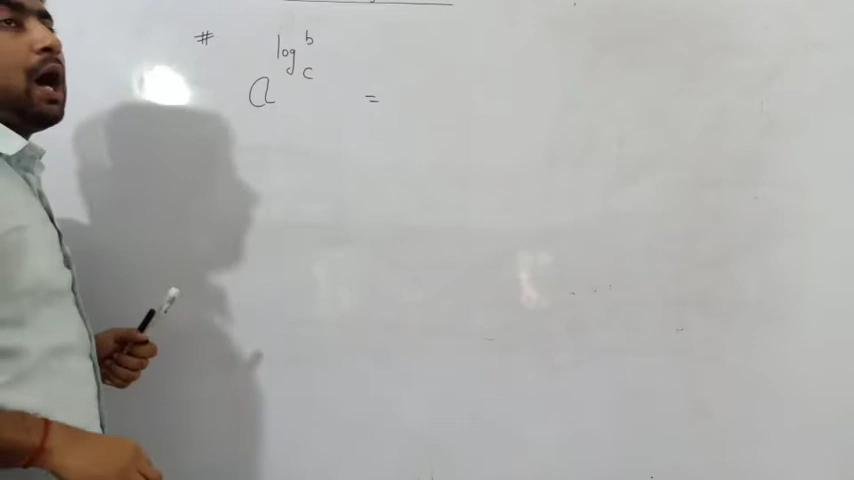 # a^{log_c b} =